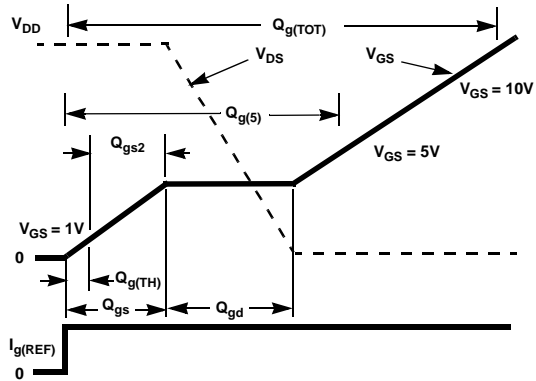 V_DD
Q_g(TOT)
V_DS
V_GS
V_GS = 10V
Q_g(5)
Q_gs2
V_GS = 5V
V_GS = 1V
0
Q_g(TH)
Q_gs
Q_gd
I_g(REF)
0